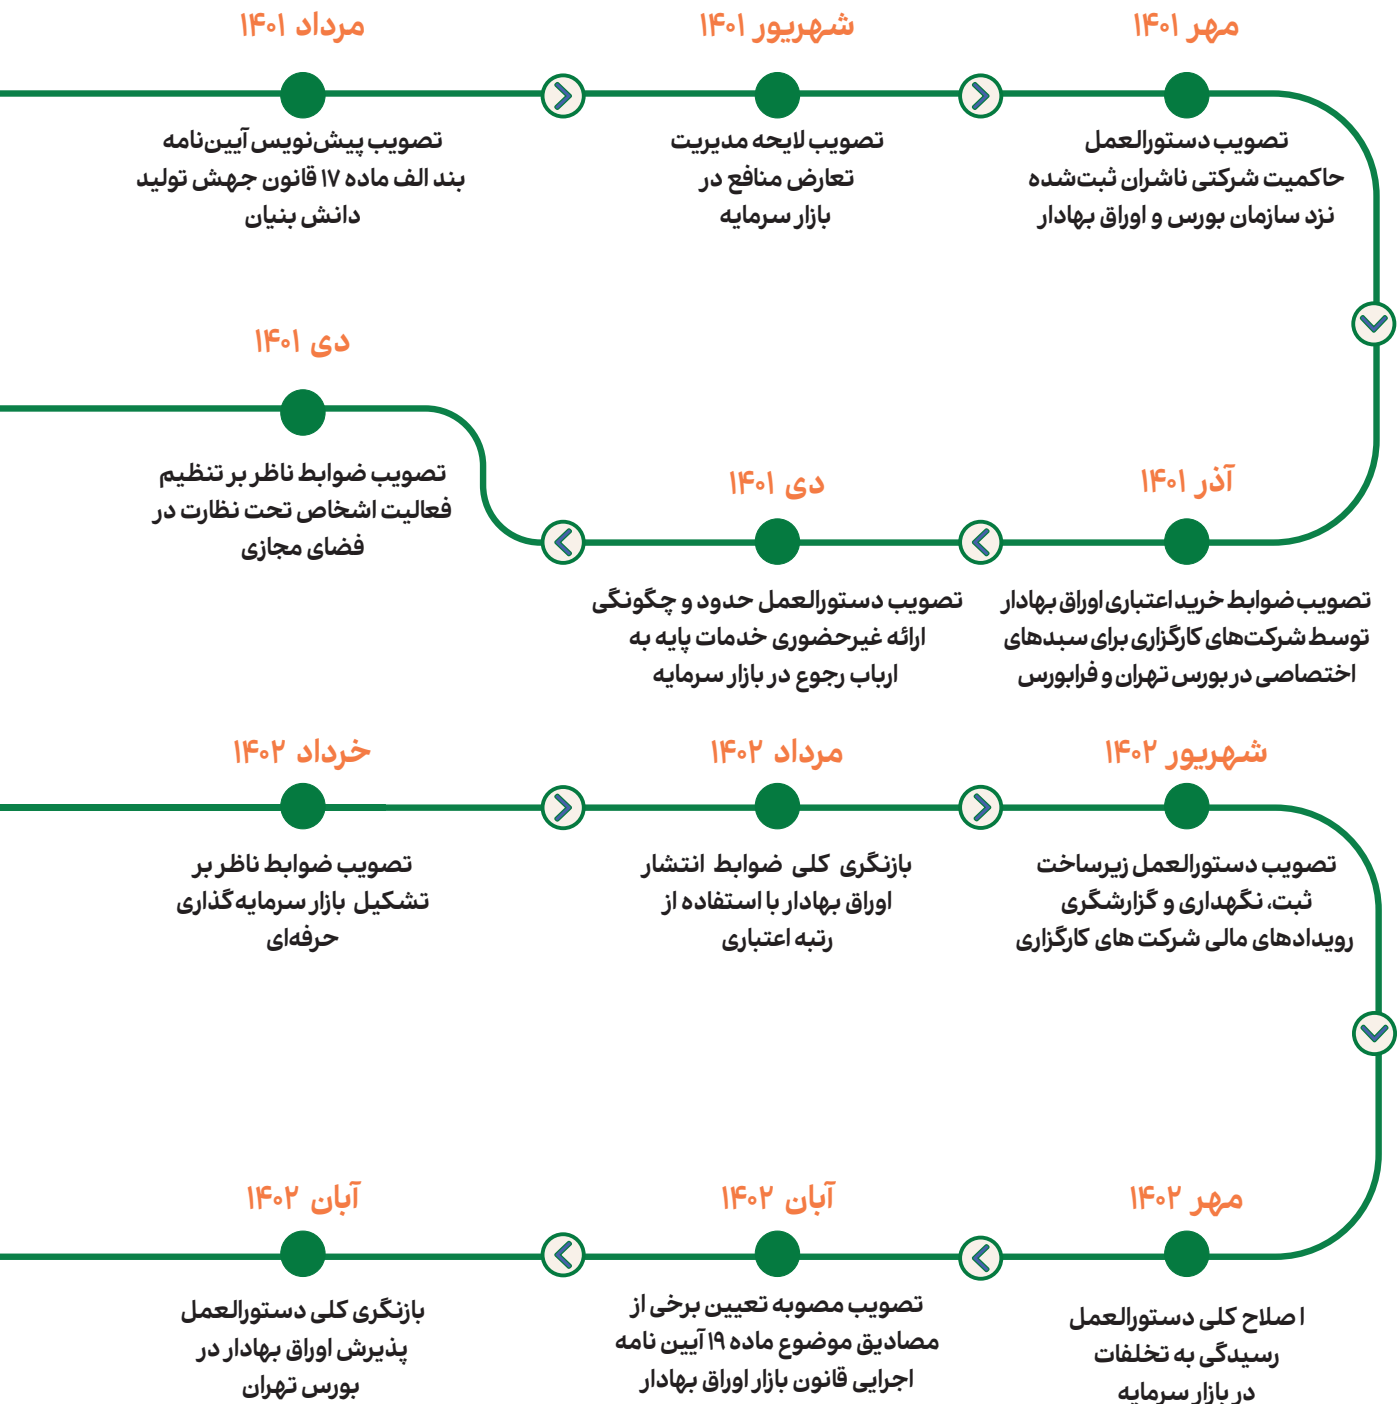 مرداد ۱۴۰۱
تصویب پیش‌نویس آیین‌نامه
بند الف ماده ۱۷ قانون جهش تولید
دانش بنیان
شهریور ۱۴۰۱
تصویب لایحه مدیریت
تعارض منافع در
بازار سرمایه
مهر ۱۴۰۱
تصویب دستورالعمل
حاکمیت شرکتی ناشران ثبت‌شده
نزد سازمان بورس و اوراق بهادار
آذر ۱۴۰۱
تصویب ضوابط خرید اعتباری اوراق بهادار
توسط شرکت‌های کارگزاری برای سبدهای
اختصاصی در بورس تهران و فرابورس
دی ۱۴۰۱
تصویب دستورالعمل حدود و چگونگی
ارائه غیرحضوری خدمات پایه به
ارباب رجوع در بازار سرمایه
دی ۱۴۰۱
تصویب ضوابط ناظر بر تنظیم
فعالیت اشخاص تحت نظارت در
فضای مجازی
خرداد ۱۴۰۲
تصویب ضوابط ناظر بر
تشکیل بازار سرمایه گذاری
حرفه‌ای
مرداد ۱۴۰۲
بازنگری کلی ضوابط انتشار
اوراق بهادار با استفاده از
رتبه اعتباری
شهریور ۱۴۰۲
تصویب دستورالعمل زیرساخت
ثبت، نگهداری و گزارشگری
رویدادهای مالی شرکت های کارگزاری
مهر ۱۴۰۲
ا صلاح کلی دستورالعمل
رسیدگی به تخلفات
در بازار سرمایه
آبان ۱۴۰۲
تصویب مصوبه تعیین برخی از
مصادیق موضوع ماده ۱۹ آیین نامه
اجرایی قانون بازار اوراق بهادار
آبان ۱۴۰۲
بازنگری کلی دستورالعمل
پذیرش اوراق بهادار در
بورس تهران